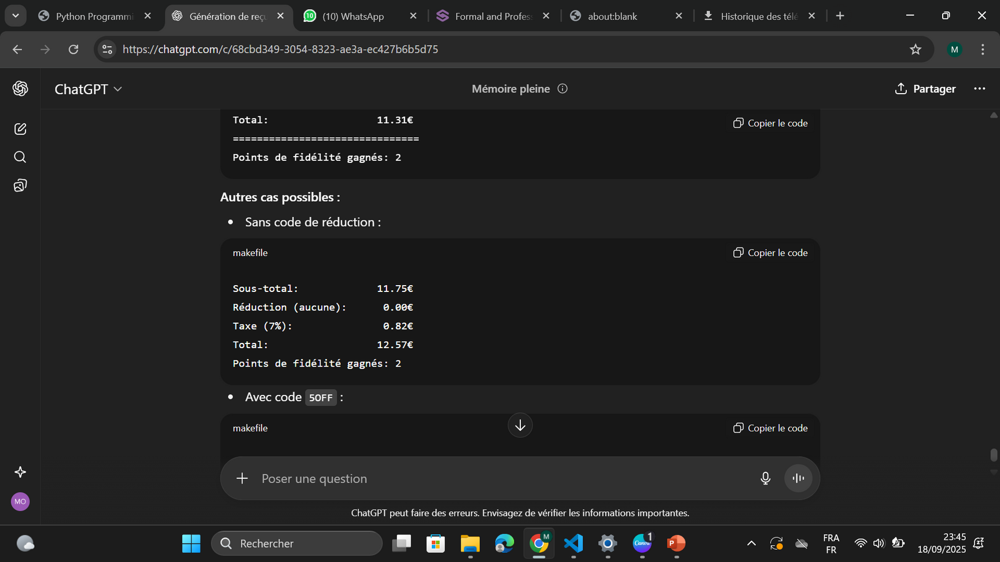 Python Programmi
Génération de reçu
(10) WhatsApp
Formal and Profes
about:blank
Historique des télé
https://chatgpt.com/c/68cbd349-3054-8323-ae3a-ec427b6b5d75
M
ChatGPT
Mémoire pleine
Partager
Total: 11.31€
Copier le code
===============================
Points de fidélité gagnés: 2
Autres cas possibles :
• Sans code de réduction :
makefile
Copier le code
Sous-total: 11.75€
Réduction (aucune): 0.00€
Taxe (7%): 0.82€
Total: 12.57€
Points de fidélité gagnés: 2
• Avec code 5OFF :
makefile
Copier le code
Poser une question
MO
ChatGPT peut faire des erreurs. Envisagez de vérifier les informations importantes.
Rechercher
M
Canva
1
P
FRA
FR
23:45
18/09/2025